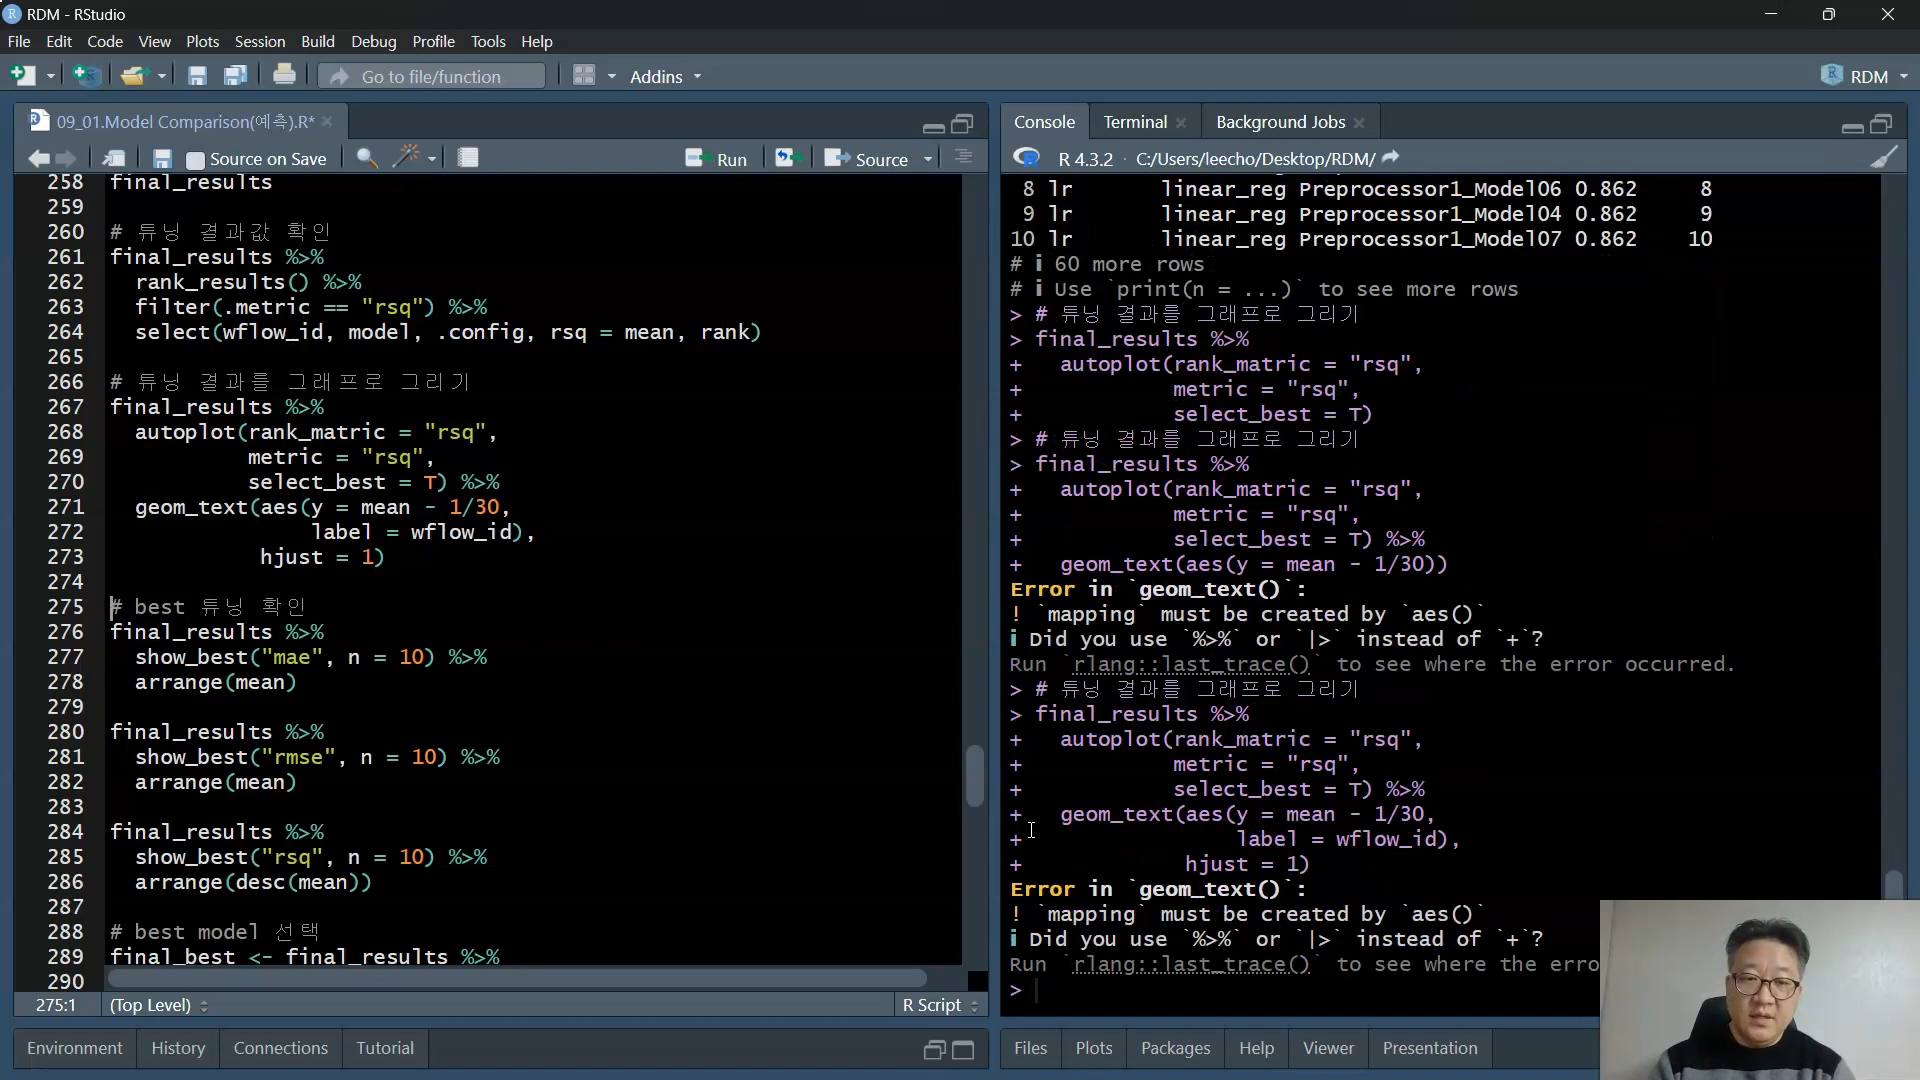 RDM - RStudio
File Edit Code View Plots Session Build Debug Profile Tools Help
Go to file/function
Addins
RDM
09_01.Model Comparison(예측).R*
Source on Save
Run
Source
258 final_results
259
260 # 튜닝 결과값 확인
261 final_results %>%
262 rank_results() %>%
263 filter(.metric == "rsq") %>%
264 select(wflow_id, model, .config, rsq = mean, rank)
265
266 # 튜닝 결과를 그래프로 그리기
267 final_results %>%
268 autoplot(rank_matric = "rsq",
269 metric = "rsq",
270 select_best = T) %>%
271 geom_text(aes(y = mean - 1/30,
272 label = wflow_id),
273 hjust = 1)
274
275 # best 튜닝 확인
276 final_results %>%
277 show_best("mae", n = 10) %>%
278 arrange(mean)
279
280 final_results %>%
281 show_best("rmse", n = 10) %>%
282 arrange(mean)
283
284 final_results %>%
285 show_best("rsq", n = 10) %>%
286 arrange(desc(mean))
287
288 # best model 선택
289 final_best <- final_results %>%
290
275:1 (Top Level) R Script
Environment History Connections Tutorial
Console Terminal Background Jobs
R 4.3.2 · C:/Users/leecho/Desktop/RDM/
8 lr linear_reg Preprocessor1_Model06 0.862 8
9 lr linear_reg Preprocessor1_Model04 0.862 9
10 lr linear_reg Preprocessor1_Model07 0.862 10
# ℹ 60 more rows
# ℹ Use `print(n = ...)` to see more rows
> # 튜닝 결과를 그래프로 그리기
> final_results %>%
+ autoplot(rank_matric = "rsq",
+ metric = "rsq",
+ select_best = T)
> # 튜닝 결과를 그래프로 그리기
> final_results %>%
+ autoplot(rank_matric = "rsq",
+ metric = "rsq",
+ select_best = T) %>%
+ geom_text(aes(y = mean - 1/30))
Error in `geom_text()`:
! `mapping` must be created by `aes()`
ℹ Did you use `%>%` or `|>` instead of `+`?
Run `rlang::last_trace()` to see where the error occurred.
> # 튜닝 결과를 그래프로 그리기
> final_results %>%
+ autoplot(rank_matric = "rsq",
+ metric = "rsq",
+ select_best = T) %>%
+ geom_text(aes(y = mean - 1/30,
+ label = wflow_id),
+ hjust = 1)
Error in `geom_text()`:
! `mapping` must be created by `aes()`
ℹ Did you use `%>%` or `|>` instead of `+`?
Run `rlang::last_trace()` to see where the erro
>
Files Plots Packages Help Viewer Presentation